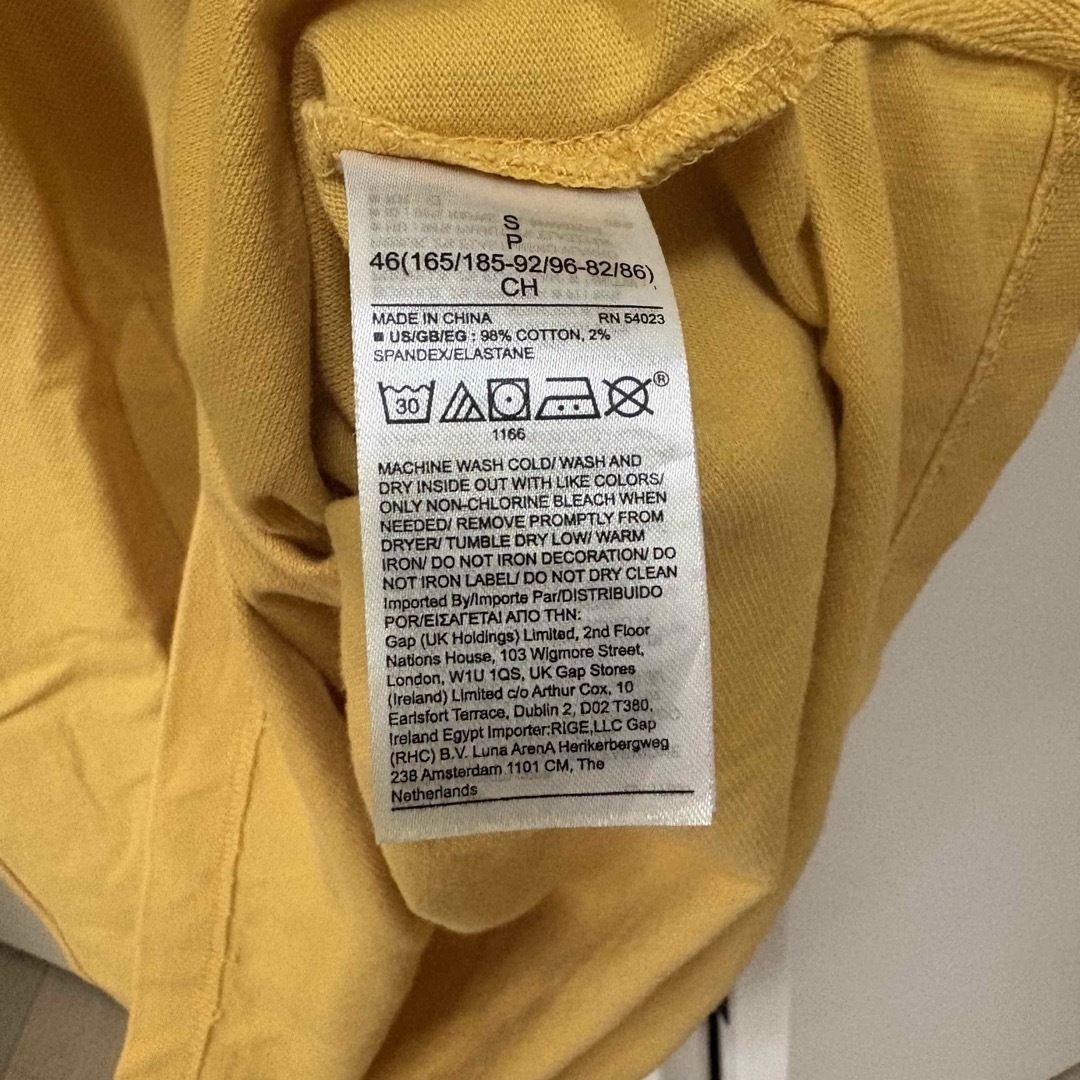 S
P
46(165/185-92/96-82/86)
CH
MADE IN CHINA RN 54023
■ US/GB/EG : 98% COTTON, 2%
SPANDEX/ELASTANE
30 ®
1166
MACHINE WASH COLD/ WASH AND
DRY INSIDE OUT WITH LIKE COLORS/
ONLY NON-CHLORINE BLEACH WHEN
NEEDED/ REMOVE PROMPTLY FROM
DRYER/ TUMBLE DRY LOW/ WARM
IRON/ DO NOT IRON DECORATION/ DO
NOT IRON LABEL/ DO NOT DRY CLEAN
Imported By/Importe Par/DISTRIBUIDO
POR/ΕΙΣΑΓΕΤΑΙ ΑΠΟ ΤΗΝ:
Gap (UK Holdings) Limited, 2nd Floor
Nations House, 103 Wigmore Street,
London, W1U 1QS, UK Gap Stores
(Ireland) Limited c/o Arthur Cox, 10
Earlsfort Terrace, Dublin 2, D02 T380,
Ireland Egypt Importer:RIGE,LLC Gap
(RHC) B.V. Luna ArenA Herikerbergweg
238 Amsterdam 1101 CM, The
Netherlands